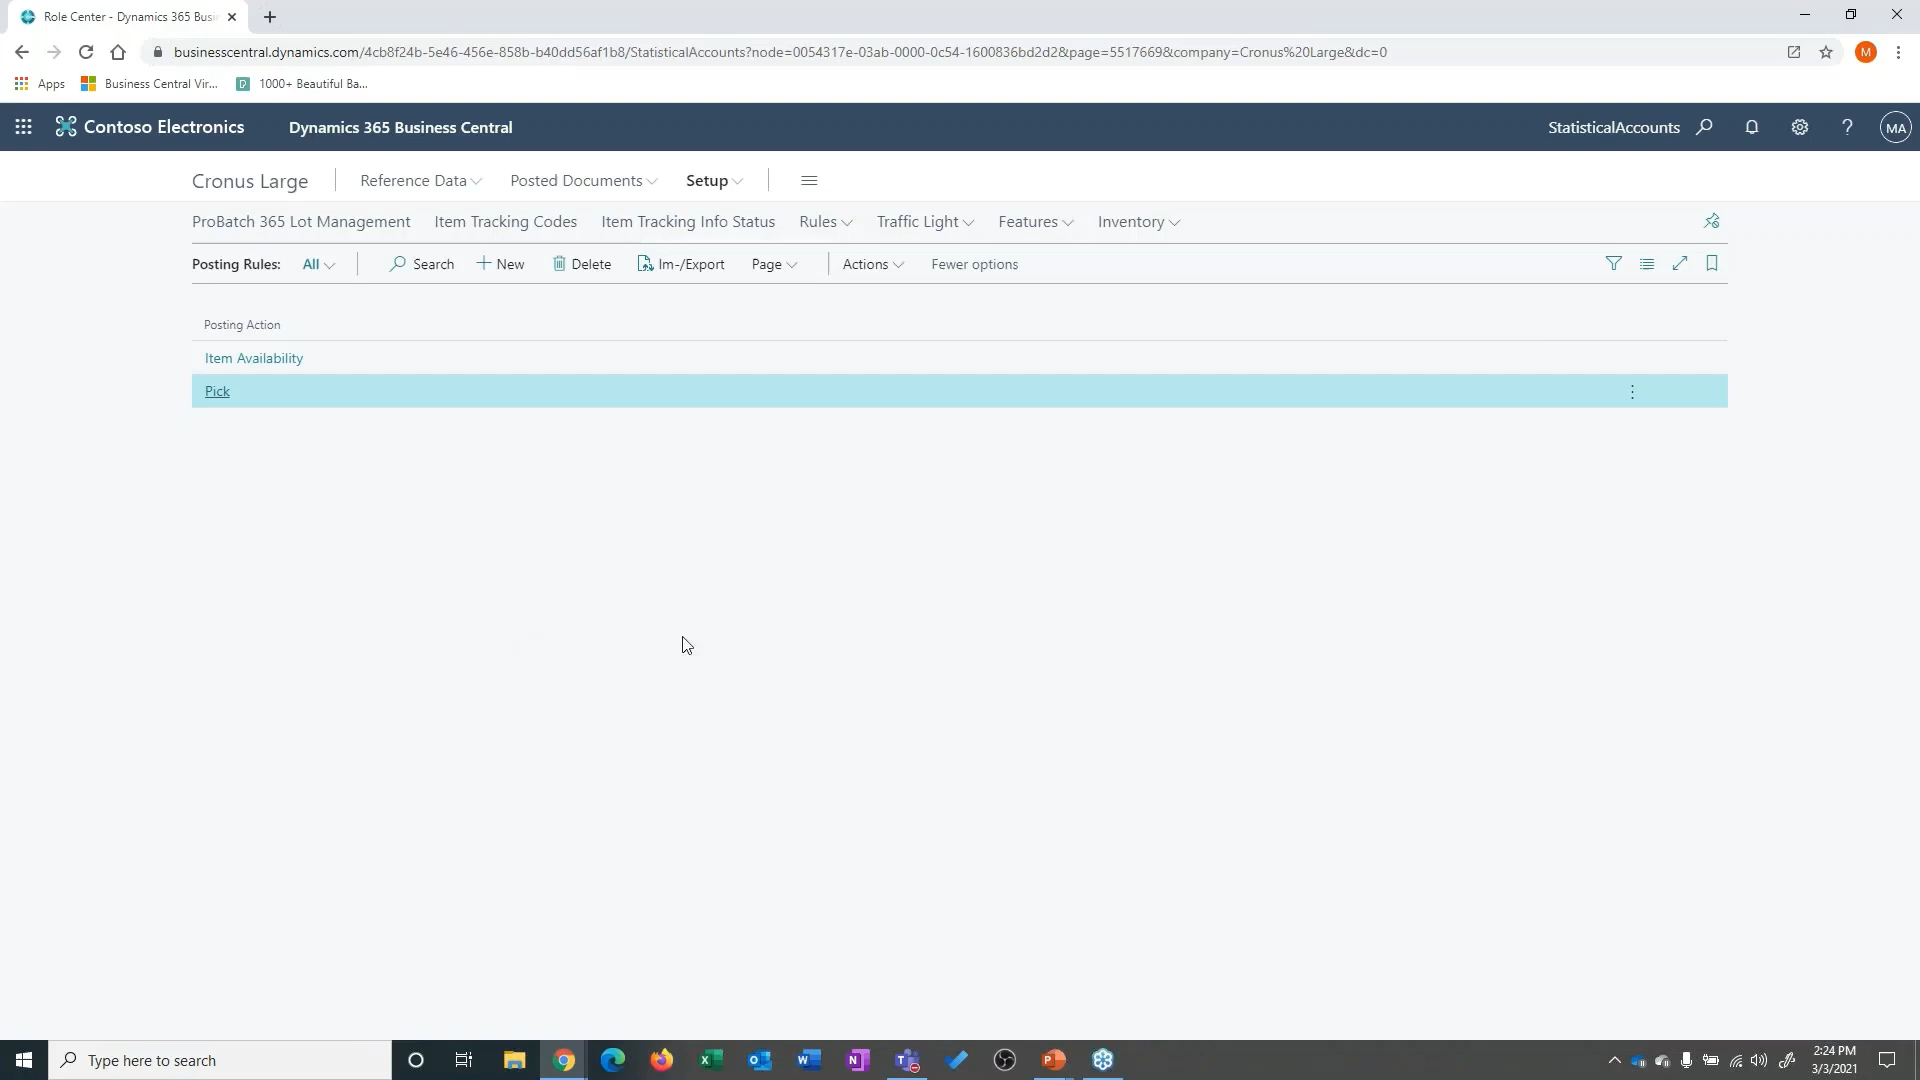 Role Center - Dynamics 365 Busi
businesscentral.dynamics.com/4cb8f24b-5e46-456e-858b-b40dd56af1b8/StatisticalAccounts?node=0054317e-03ab-0000-0c54-1600836bd2d2&page=5517669&company=Cronus%20Large&dc=0
M
Apps
Business Central Vir...
1000+ Beautiful Ba...
Contoso Electronics
Dynamics 365 Business Central
StatisticalAccounts
MA
Cronus Large
Reference Data
Posted Documents
Setup
ProBatch 365 Lot Management
Item Tracking Codes
Item Tracking Info Status
Rules
Traffic Light
Features
Inventory
Posting Rules:
All
Search
New
Delete
Im-/Export
Page
Actions
Fewer options
Posting Action
Item Availability
Pick
Type here to search
2:24 PM
3/3/2021